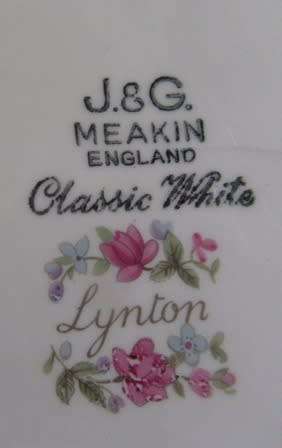 J.&G.
MEAKIN
ENGLAND
Classic White
Lynton